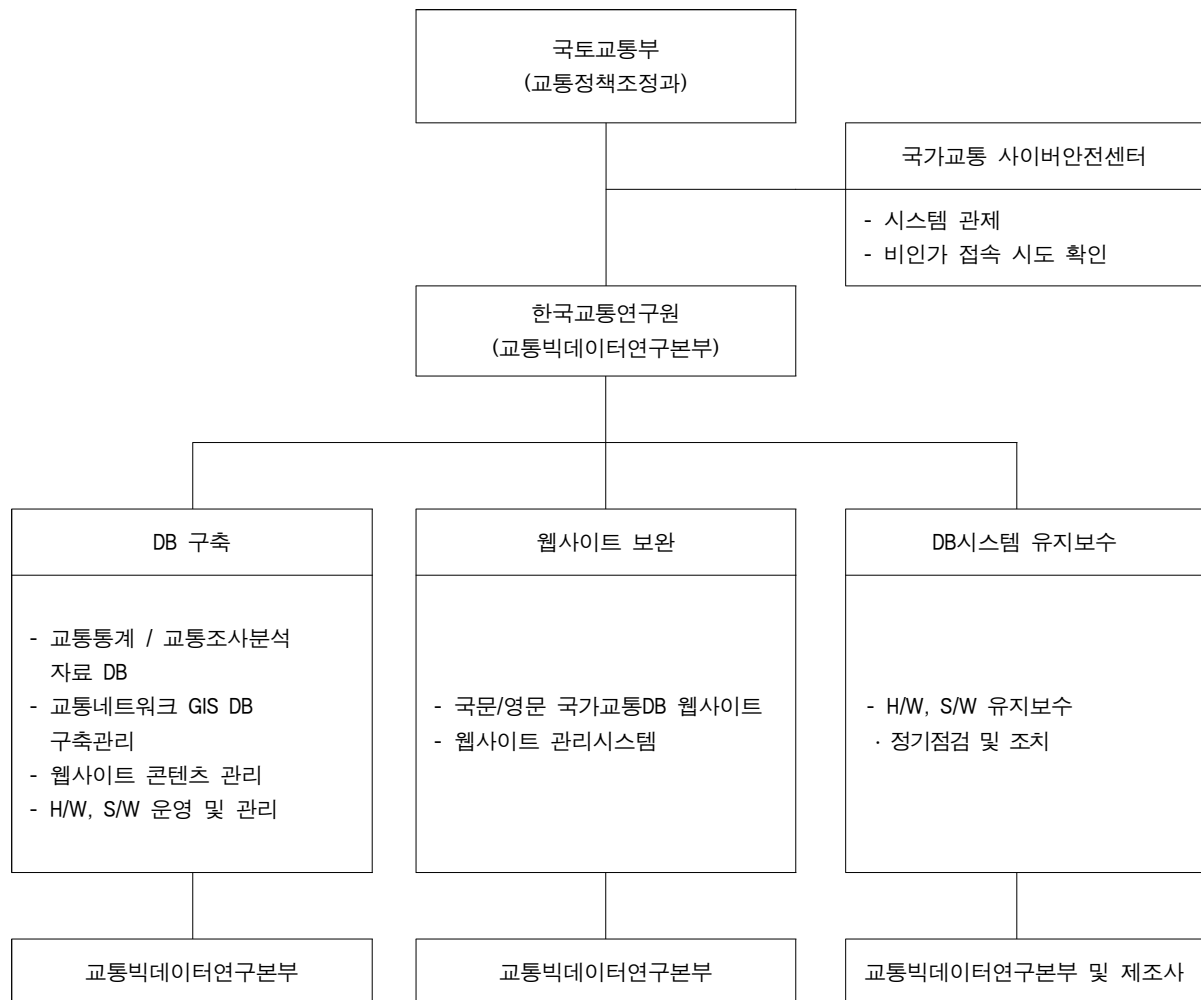 국토교통부
(교통정책조정과)
국가교통 사이버안전센터
- 시스템 관제
- 비인가 접속 시도 확인
한국교통연구원
(교통빅데이터연구본부)
DB 구축
- 교통통계 / 교통조사분석
자료 DB
- 교통네트워크 GIS DB
구축관리
- 웹사이트 콘텐츠 관리
- H/W, S/W 운영 및 관리
교통빅데이터연구본부
웹사이트 보완
- 국문/영문 국가교통DB 웹사이트
- 웹사이트 관리시스템
교통빅데이터연구본부
DB시스템 유지보수
- H/W, S/W 유지보수
· 정기점검 및 조치
교통빅데이터연구본부 및 제조사